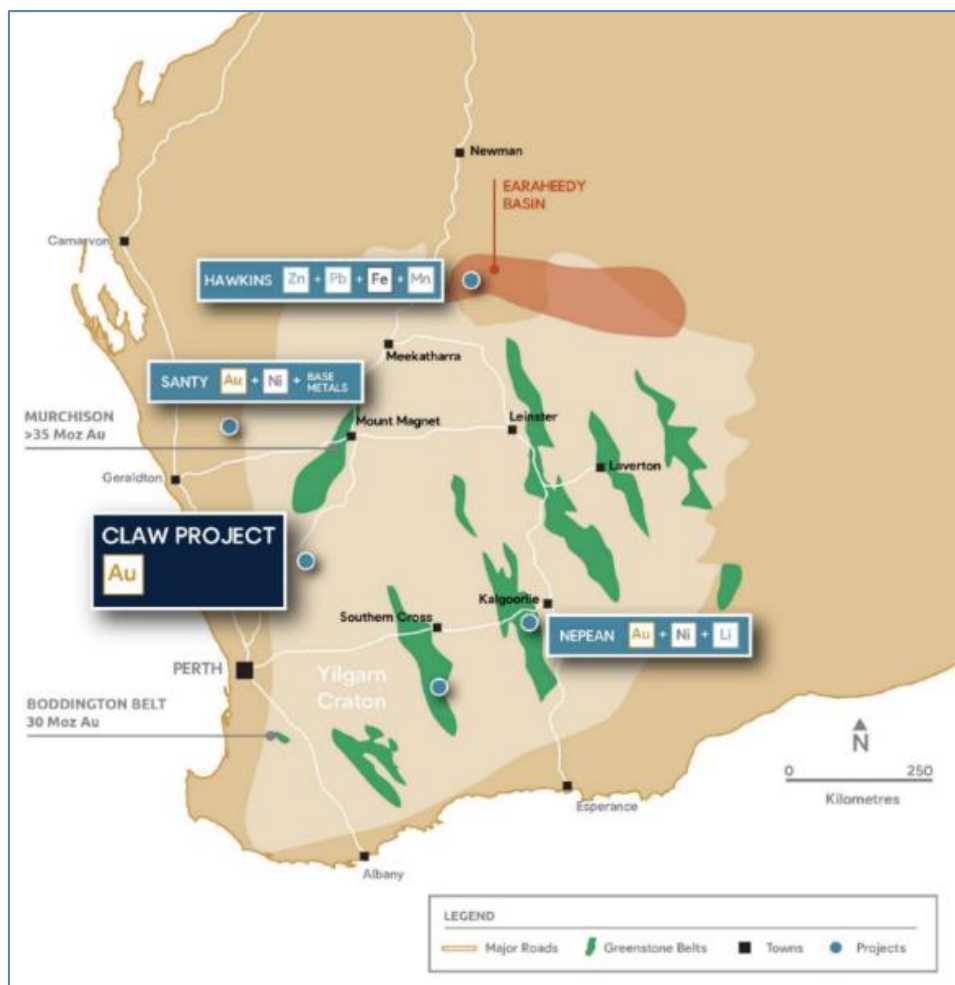 Newman
EARAHEEDY
BASIN
Carnarvon
HAWKINS Zn + Pb + Fe + Mn
Meekatharra
SANTY Au + Ni + BASE
METALS
MURCHISON
>35 Moz Au
Mount Magnet
Leinster
Laverton
Geraldton
CLAW PROJECT
Au
Kalgoorlie
Southern Cross
NEPEAN Au + Ni + Li
PERTH
Yilgarn
Craton
BODDINGTON BELT
30 Moz Au
N
0 250
Kilometres
Esperance
Albany
LEGEND
Major Roads Greenstone Belts Towns Projects